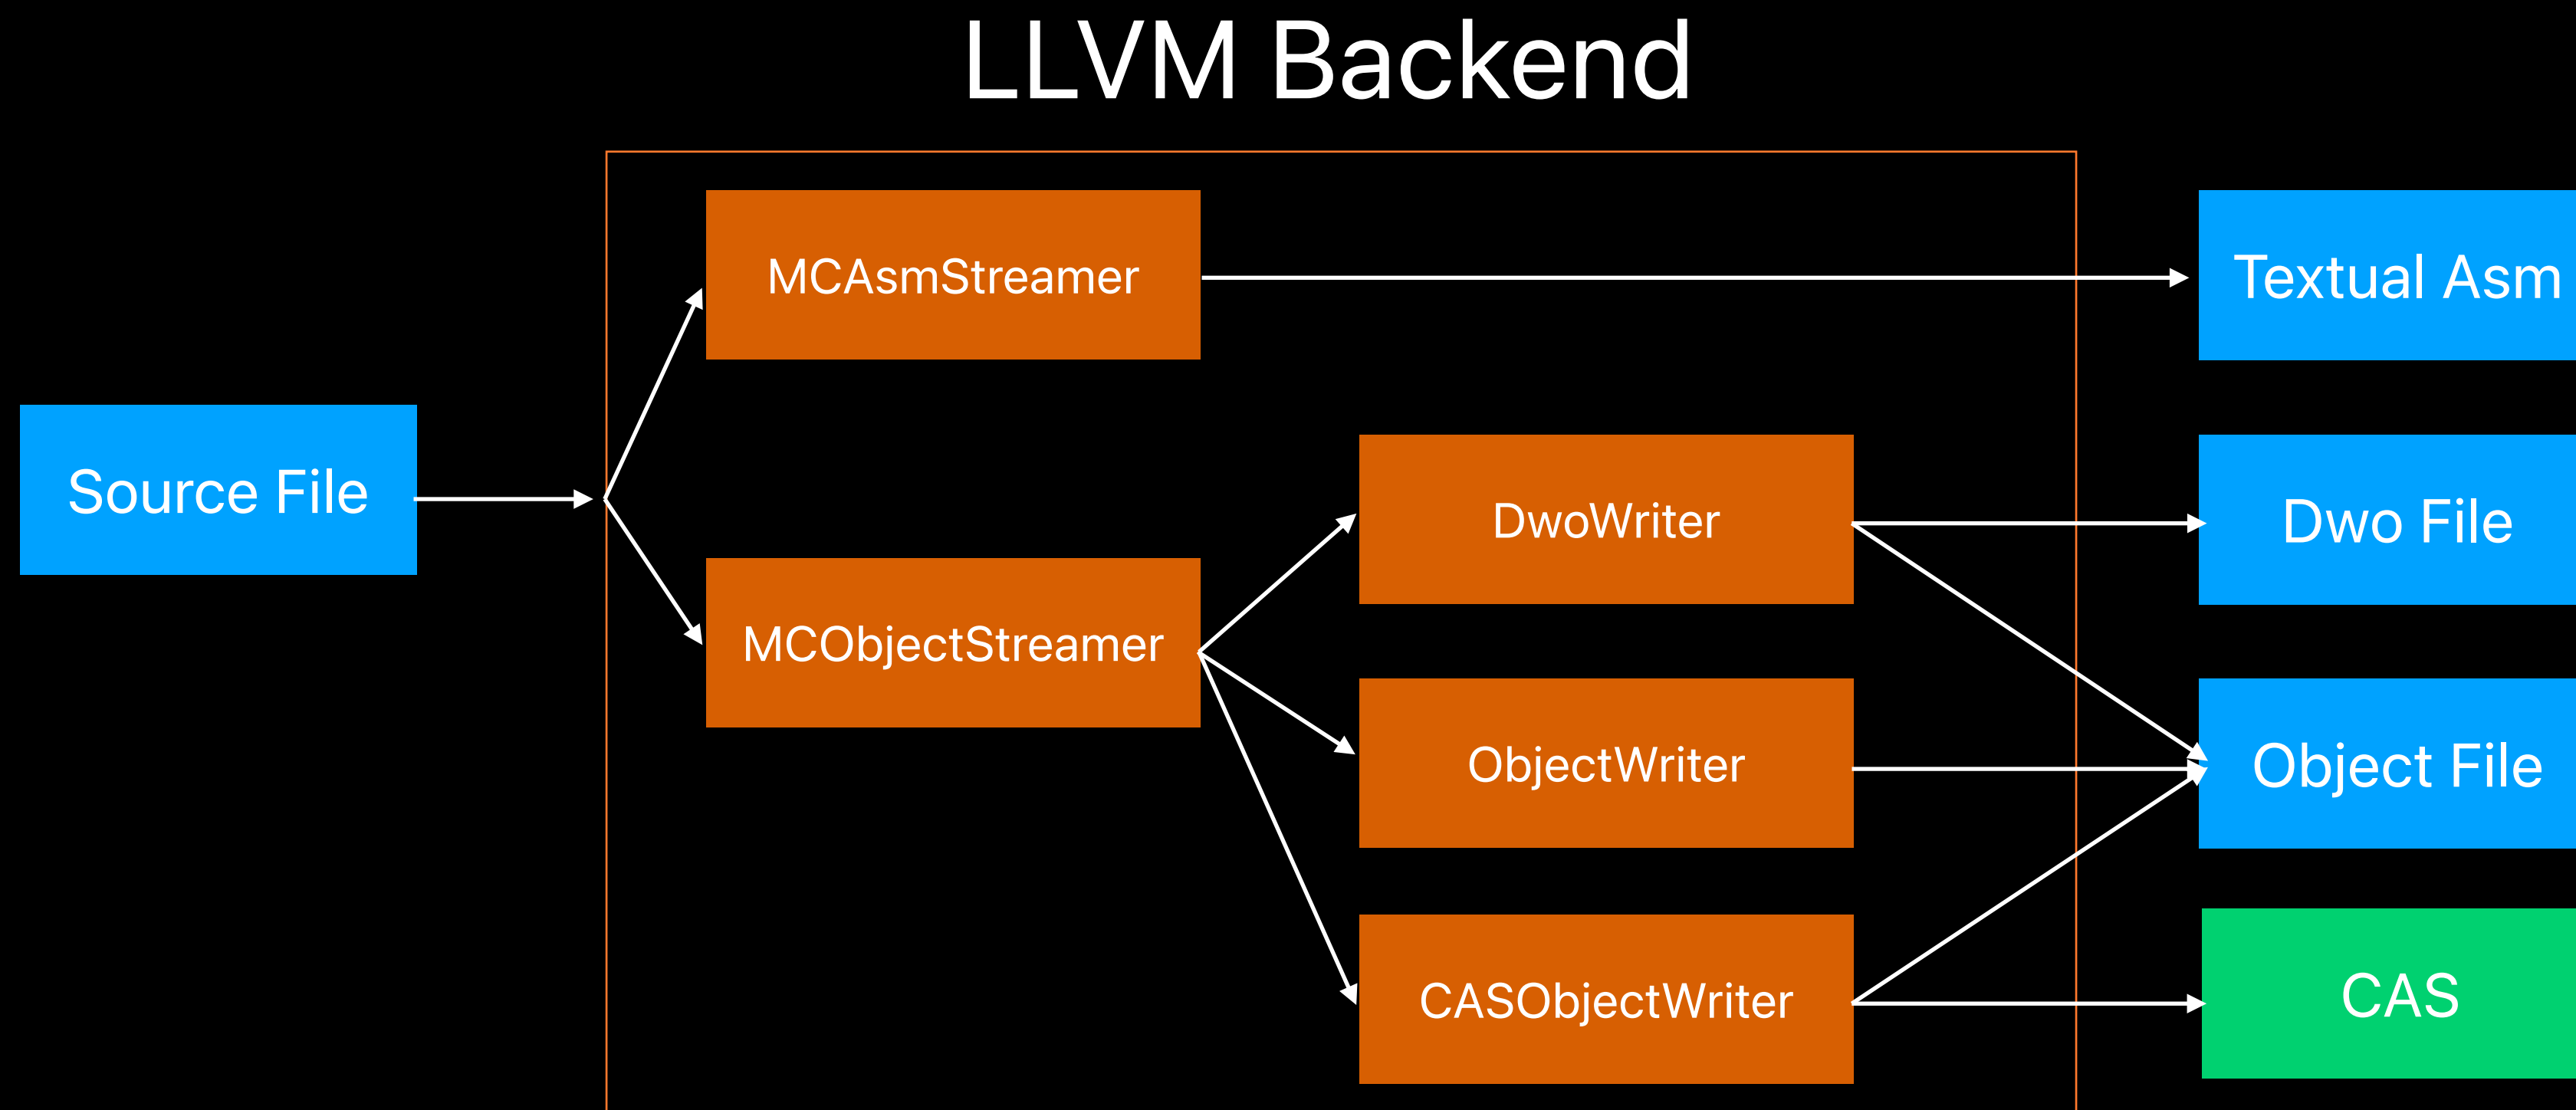 LLVM Backend
MCAsmStreamer
Textual Asm
Source File
DwoWriter
Dwo File
MCObjectStreamer
ObjectWriter
Object File
CASObjectWriter
CAS